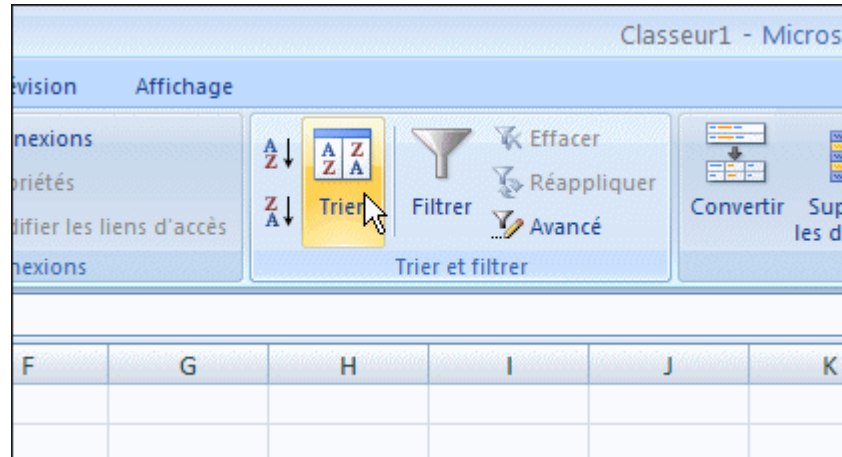 Classeur1 - Micros
évision Affichage
nexions
priétés
difier les liens d'accès
nexions
A
Z
Z
A
A Z
Z A
Trier
Filtrer
Effacer
Réappliquer
Avancé
Trier et filtrer
Convertir
Sup
les d
F G H I J K